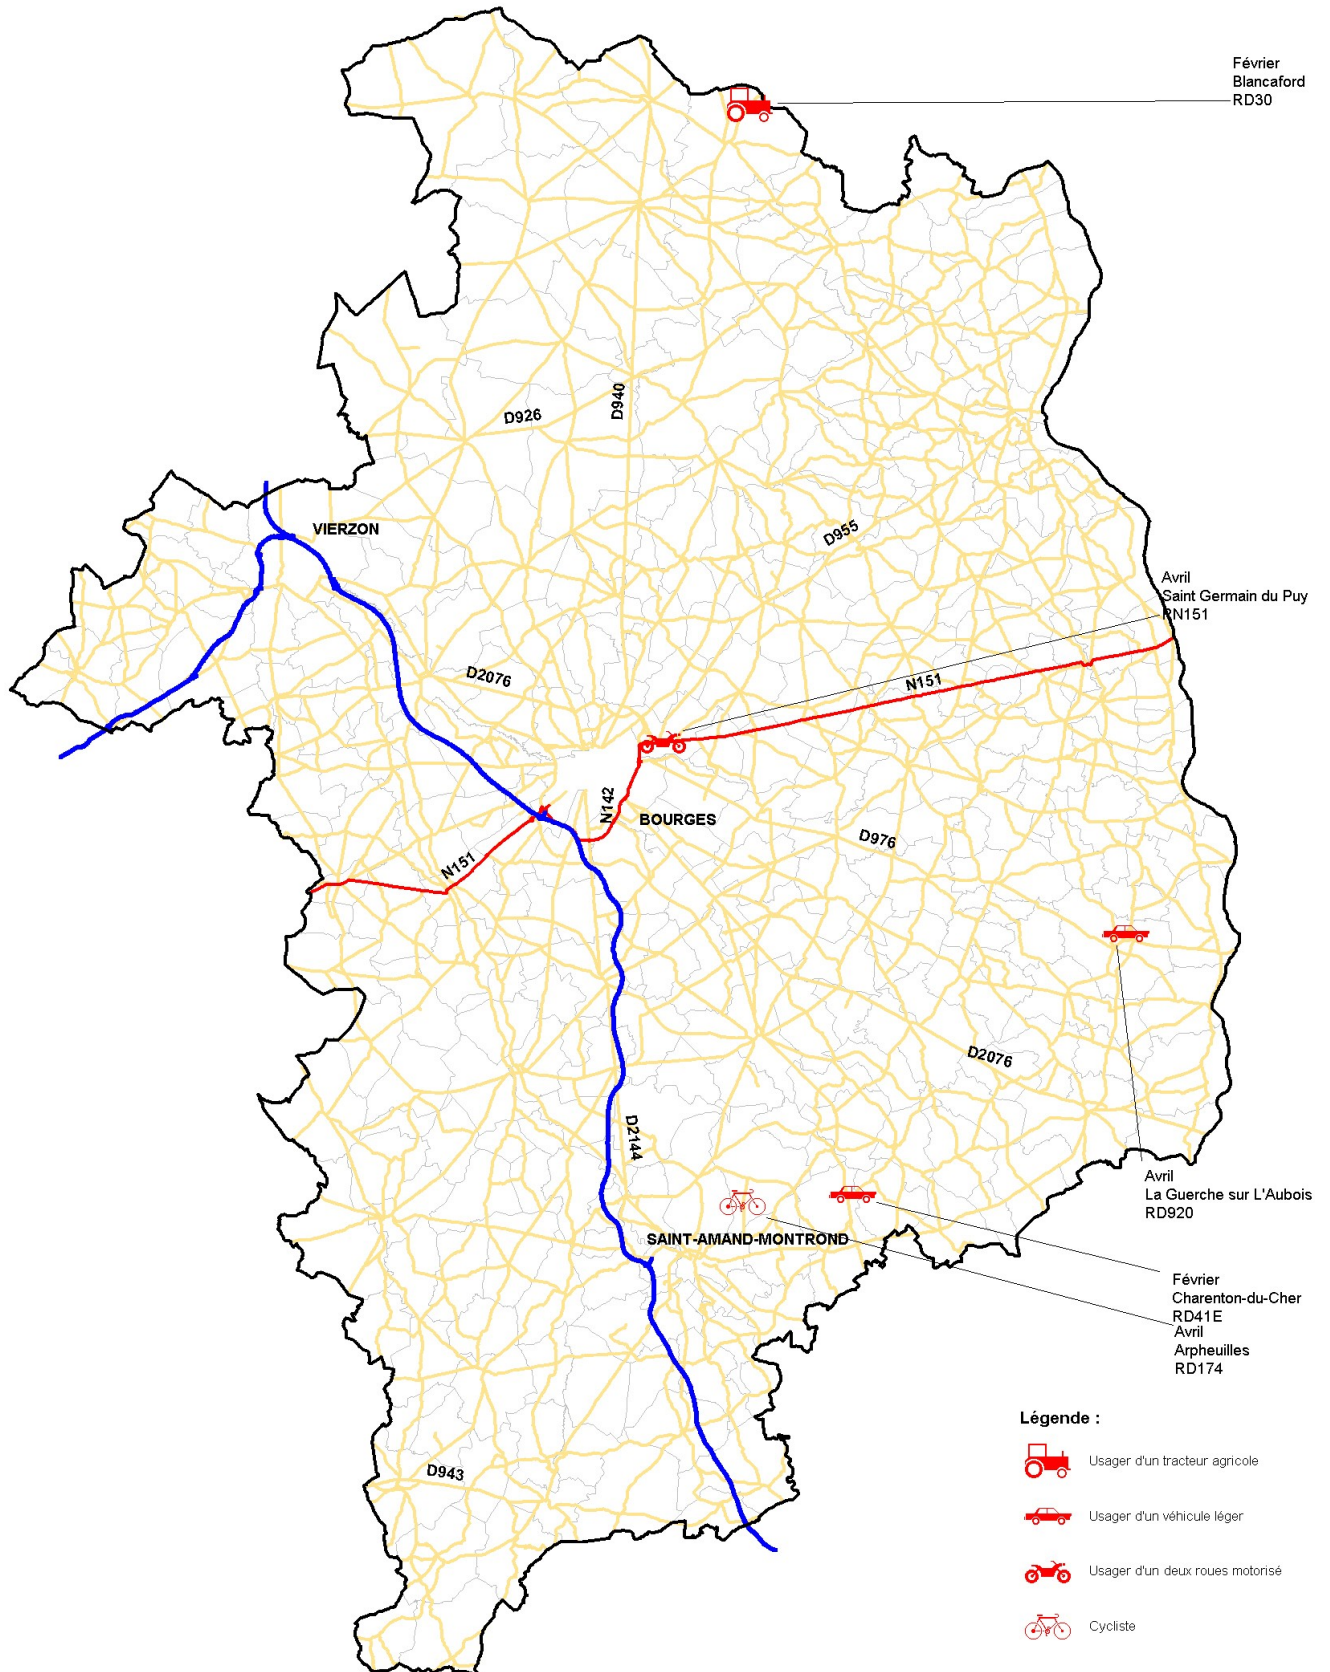 Février
Blancaford
RD30
D926
D940
VIERZON
D955
Avril
Saint Germain du Puy
RN151
D2076
N151
N142
BOURGES
D976
N151
D2076
D2144
Avril
La Guerche sur L'Aubois
RD920
SAINT-AMAND-MONTROND
Février
Charenton-du-Cher
RD41E
Avril
Arpheuilles
RD174
D943
Légende :
Usager d'un tracteur agricole
Usager d'un véhicule léger
Usager d'un deux roues motorisé
Cycliste